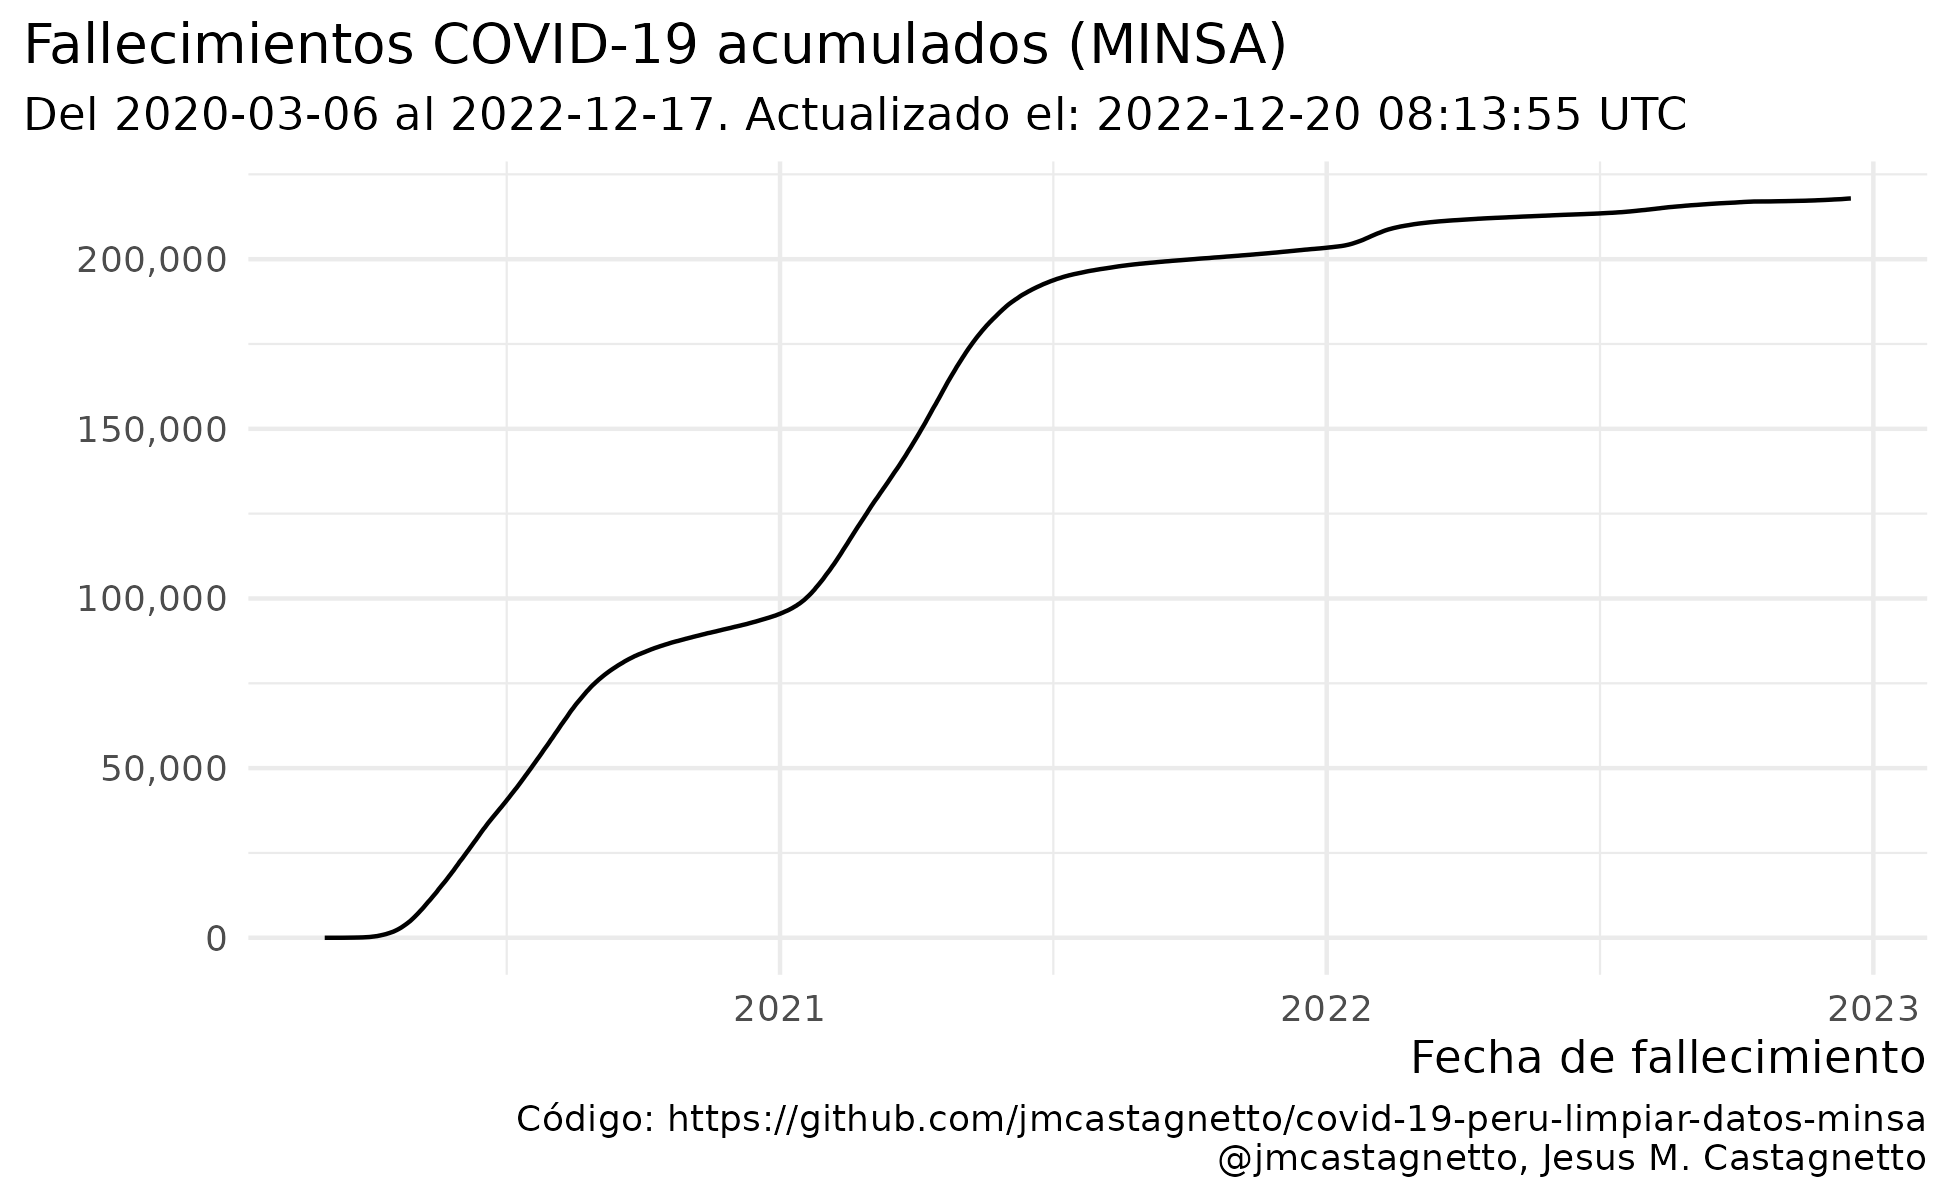 Fallecimientos COVID-19 acumulados (MINSA)
Del 2020-03-06 al 2022-12-17. Actualizado el: 2022-12-20 08:13:55 UTC
200,000
150,000
100,000
50,000
0
2021 2022 2023
Fecha de fallecimiento
Código: https://github.com/jmcastagnetto/covid-19-peru-limpiar-datos-minsa
@jmcastagnetto, Jesus M. Castagnetto